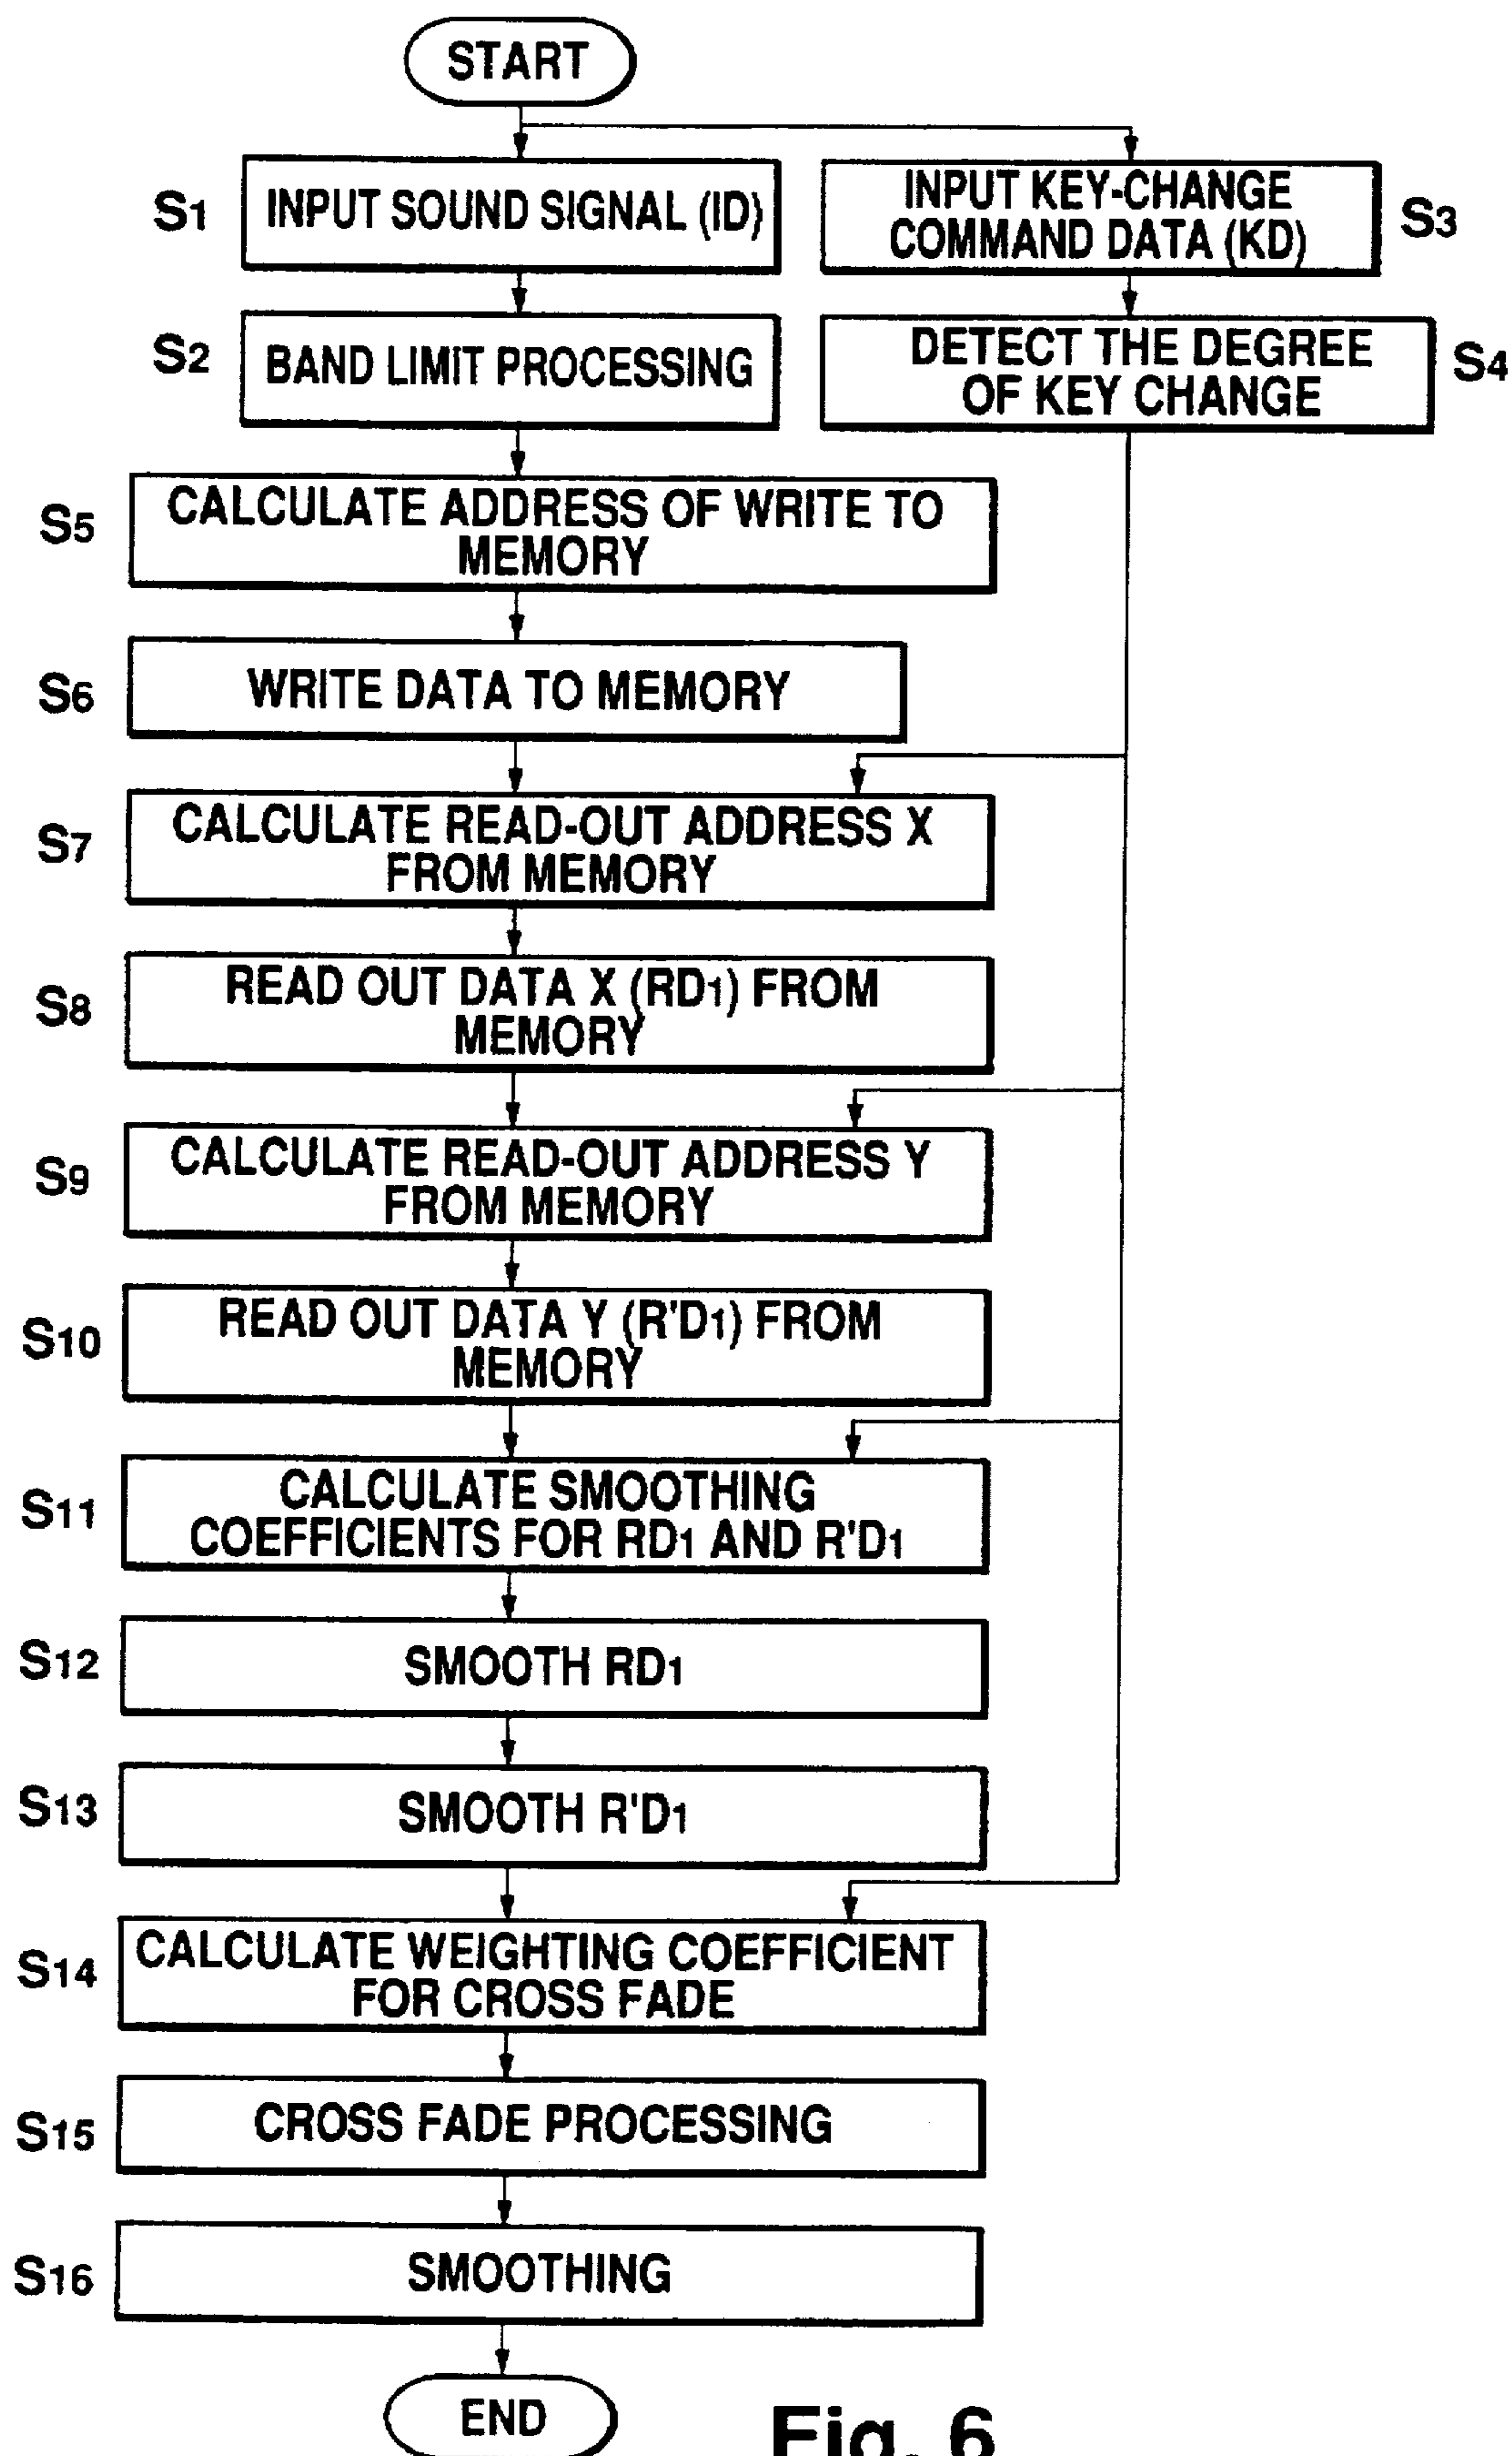 START
S1
INPUT SOUND SIGNAL (ID)
INPUT KEY-CHANGE
COMMAND DATA (KD)
S3
S2
BAND LIMIT PROCESSING
DETECT THE DEGREE
OF KEY CHANGE
S4
S5
CALCULATE ADDRESS OF WRITE TO
MEMORY
S6
WRITE DATA TO MEMORY
S7
CALCULATE READ-OUT ADDRESS X
FROM MEMORY
S8
READ OUT DATA X (RD1) FROM
MEMORY
S9
CALCULATE READ-OUT ADDRESS Y
FROM MEMORY
S10
READ OUT DATA Y (R'D1) FROM
MEMORY
S11
CALCULATE SMOOTHING
COEFFICIENTS FOR RD1 AND R'D1
S12
SMOOTH RD1
S13
SMOOTH R'D1
S14
CALCULATE WEIGHTING COEFFICIENT
FOR CROSS FADE
S15
CROSS FADE PROCESSING
S16
SMOOTHING
END
Fig. 6